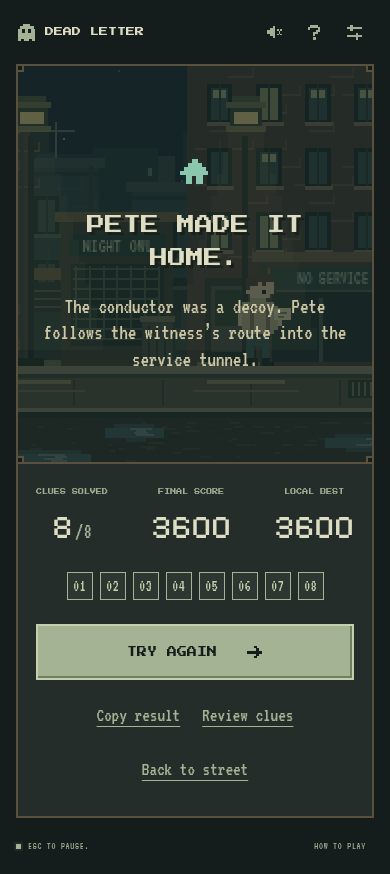 DEAD LETTER
x ?
PETE MADE IT
HOME.
NIGHT OWL
NO SERVICE
The conductor was a decoy. Pete
follows the witness's route into the
service tunnel.
CLUES SOLVED FINAL SCORE LOCAL BEST
8/8 3600 3600
01 02 03 04 05 06 07 08
TRY AGAIN →
Copy result Review clues
Back to street
ESC TO PAUSE. HOW TO PLAY